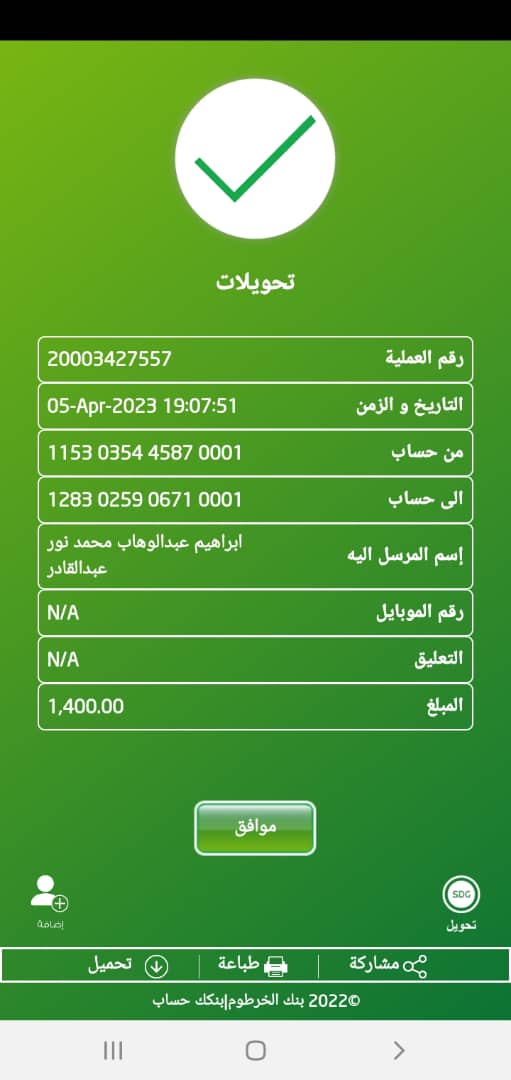 تحويلات
رقم العملية 20003427557
التاريخ و الزمن 05-Apr-2023 19:07:51
من حساب 1153 0354 4587 0001
الى حساب 1283 0259 0671 0001
إسم المرسل اليه ابراهيم عبدالوهاب محمد نور
عبدالقادر
رقم الموبايل N/A
التعليق N/A
المبلغ 1,400.00
موافق
SDG
تحويل
إضافة
مشاركة طباعة تحميل
©2022 بنك الخرطوم|بنكك حساب